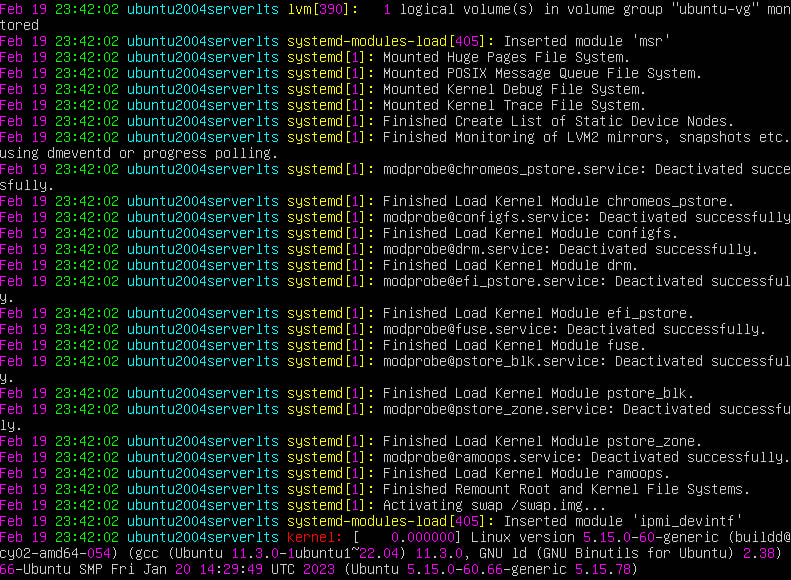 Feb 19 23:42:02 ubuntu2004serverlts lvm[390]:   1 logical volume(s) in volume group "ubuntu-vg" mon
tored
Feb 19 23:42:02 ubuntu2004serverlts systemd-modules-load[405]: Inserted module 'msr'
Feb 19 23:42:02 ubuntu2004serverlts systemd[1]: Mounted Huge Pages File System.
Feb 19 23:42:02 ubuntu2004serverlts systemd[1]: Mounted POSIX Message Queue File System.
Feb 19 23:42:02 ubuntu2004serverlts systemd[1]: Mounted Kernel Debug File System.
Feb 19 23:42:02 ubuntu2004serverlts systemd[1]: Mounted Kernel Trace File System.
Feb 19 23:42:02 ubuntu2004serverlts systemd[1]: Finished Create List of Static Device Nodes.
Feb 19 23:42:02 ubuntu2004serverlts systemd[1]: Finished Monitoring of LVM2 mirrors, snapshots etc.
using dmeventd or progress polling.
Feb 19 23:42:02 ubuntu2004serverlts systemd[1]: modprobe@chromeos_pstore.service: Deactivated succe
sfully.
Feb 19 23:42:02 ubuntu2004serverlts systemd[1]: Finished Load Kernel Module chromeos_pstore.
Feb 19 23:42:02 ubuntu2004serverlts systemd[1]: modprobe@configfs.service: Deactivated successfully
Feb 19 23:42:02 ubuntu2004serverlts systemd[1]: Finished Load Kernel Module configfs.
Feb 19 23:42:02 ubuntu2004serverlts systemd[1]: modprobe@drm.service: Deactivated successfully.
Feb 19 23:42:02 ubuntu2004serverlts systemd[1]: Finished Load Kernel Module drm.
Feb 19 23:42:02 ubuntu2004serverlts systemd[1]: modprobe@efi_pstore.service: Deactivated successful
y.
Feb 19 23:42:02 ubuntu2004serverlts systemd[1]: Finished Load Kernel Module efi_pstore.
Feb 19 23:42:02 ubuntu2004serverlts systemd[1]: modprobe@fuse.service: Deactivated successfully.
Feb 19 23:42:02 ubuntu2004serverlts systemd[1]: Finished Load Kernel Module fuse.
Feb 19 23:42:02 ubuntu2004serverlts systemd[1]: modprobe@pstore_blk.service: Deactivated successful
y.
Feb 19 23:42:02 ubuntu2004serverlts systemd[1]: Finished Load Kernel Module pstore_blk.
Feb 19 23:42:02 ubuntu2004serverlts systemd[1]: modprobe@pstore_zone.service: Deactivated successfu
ly.
Feb 19 23:42:02 ubuntu2004serverlts systemd[1]: Finished Load Kernel Module pstore_zone.
Feb 19 23:42:02 ubuntu2004serverlts systemd[1]: modprobe@ramoops.service: Deactivated successfully.
Feb 19 23:42:02 ubuntu2004serverlts systemd[1]: Finished Load Kernel Module ramoops.
Feb 19 23:42:02 ubuntu2004serverlts systemd[1]: Finished Remount Root and Kernel File Systems.
Feb 19 23:42:02 ubuntu2004serverlts systemd[1]: Activating swap /swap.img...
Feb 19 23:42:02 ubuntu2004serverlts systemd-modules-load[405]: Inserted module 'ipmi_devintf'
Feb 19 23:42:02 ubuntu2004serverlts kernel: [    0.000000] Linux version 5.15.0-60-generic (buildd@
cy02-amd64-054) (gcc (Ubuntu 11.3.0-1ubuntu1~22.04) 11.3.0, GNU ld (GNU Binutils for Ubuntu) 2.38)
66-Ubuntu SMP Fri Jan 20 14:29:49 UTC 2023 (Ubuntu 5.15.0-60.66-generic 5.15.78)